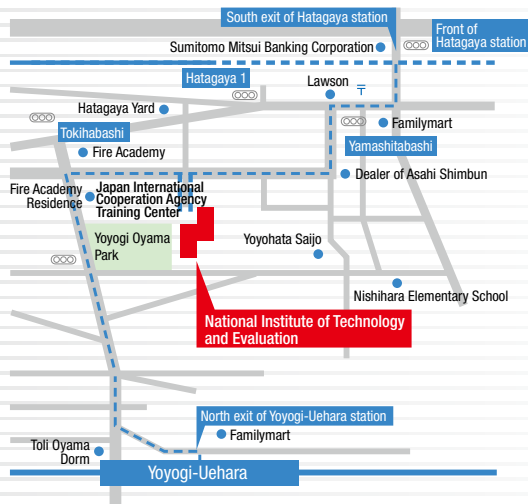 South exit of Hatagaya station
Front of
Hatagaya station
Sumitomo Mitsui Banking Corporation
Hatagaya 1
Lawson
〒
Hatagaya Yard
Familymart
Tokihabashi
Yamashitabashi
Fire Academy
Dealer of Asahi Shimbun
Fire Academy
Residence
Japan International
Cooperation Agency
Training Center
Yoyogi Oyama
Park
Yoyohata Saijo
Nishihara Elementary School
National Institute of Technology
and Evaluation
North exit of Yoyogi-Uehara station
Familymart
Toli Oyama
Dorm
Yoyogi-Uehara